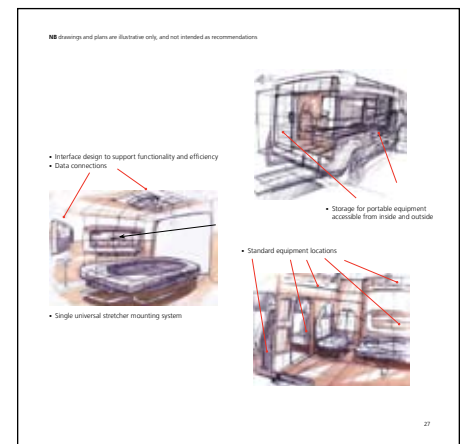 NB drawings and plans are illustrative only, and not intended as recommendations
• Interface design to support functionality and efficiency
• Data connections
• Storage for portable equipment
accessible from inside and outside
• Standard equipment locations
• Single universal stretcher mounting system
27